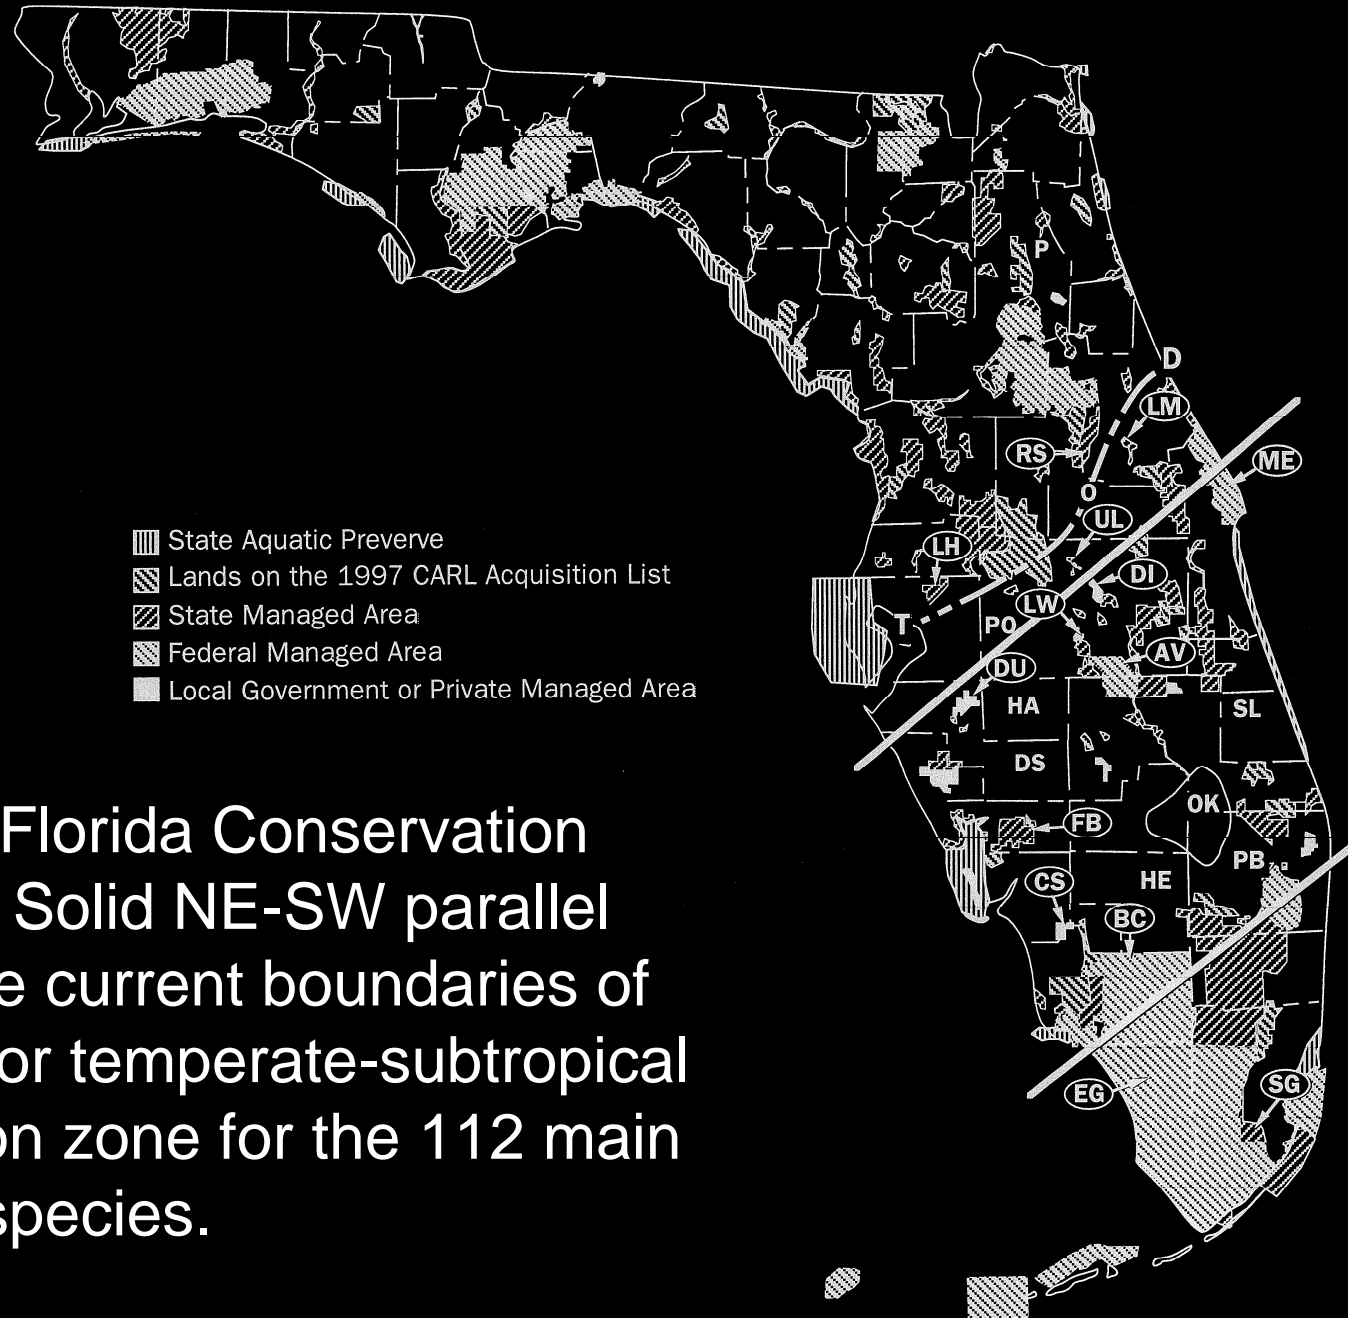 P
D
LM
RS
ME
O
UL
LH
DI
LW
T
PO
AV
DU
HA
SL
DS
OK
FB
PB
CS
HE
BC
EG
SG
State Aquatic Preverve
Lands on the 1997 CARL Acquisition List
State Managed Area
Federal Managed Area
Local Government or Private Managed Area
Florida Conservation
Solid NE-SW parallel
e current boundaries of
or temperate-subtropical
on zone for the 112 main
species.